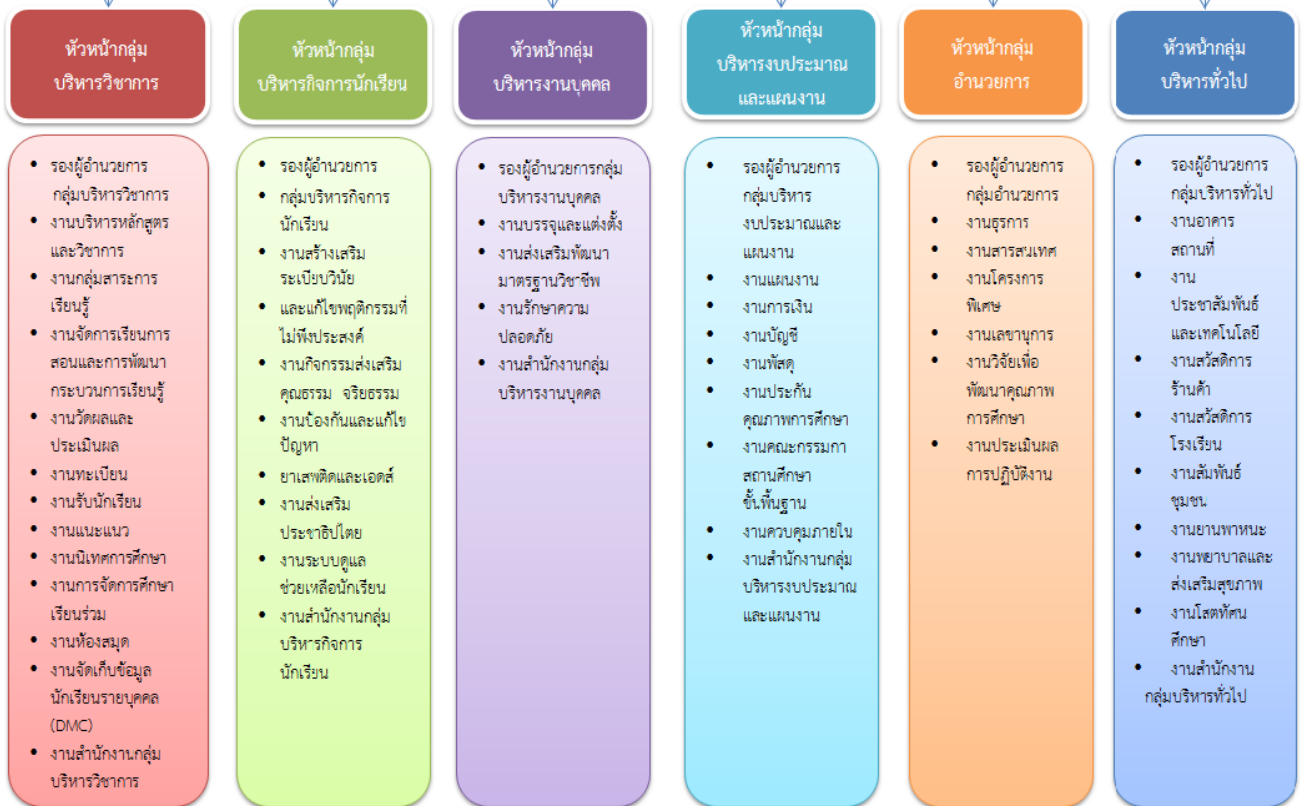 หัวหน้ากลุ่ม
บริหารวิชาการ
หัวหน้ากลุ่ม
บริหารกิจการนักเรียน
หัวหน้ากลุ่ม
บริหารงานบุคคล
หัวหน้ากลุ่ม
บริหารงบประมาณ
และแผนงาน
หัวหน้ากลุ่ม
อำนวยการ
หัวหน้ากลุ่ม
บริหารทั่วไป
• รองผู้อำนวยการ
กลุ่มบริหารวิชาการ
• งานบริหารหลักสูตร
และวิชาการ
• งานกลุ่มสาระการ
เรียนรู้
• งานจัดการเรียนการ
สอนและการพัฒนา
กระบวนการเรียนรู้
• งานวัดผลและ
ประเมินผล
• งานทะเบียน
• งานรับนักเรียน
• งานแนะแนว
• งานนิเทศการศึกษา
• งานการจัดการศึกษา
เรียนร่วม
• งานห้องสมุด
• งานจัดเก็บข้อมูล
นักเรียนรายบุคคล
(DMC)
• งานสำนักงานกลุ่ม
บริหารวิชาการ
• รองผู้อำนวยการ
• กลุ่มบริหารกิจการ
นักเรียน
• งานสร้างเสริม
ระเบียบวินัย
• และแก้ไขพฤติกรรมที่
ไม่พึงประสงค์
• งานกิจกรรมส่งเสริม
คุณธรรม จริยธรรม
• งานป้องกันและแก้ไข
ปัญหา
• ยาเสพติดและเอดส์
• งานส่งเสริม
ประชาธิปไตย
• งานระบบดูแล
ช่วยเหลือนักเรียน
• งานสำนักงานกลุ่ม
บริหารกิจการ
นักเรียน
• รองผู้อำนวยการกลุ่ม
บริหารงานบุคคล
• งานบรรจุและแต่งตั้ง
• งานส่งเสริมพัฒนา
มาตรฐานวิชาชีพ
• งานรักษาความ
ปลอดภัย
• งานสำนักงานกลุ่ม
บริหารงานบุคคล
• รองผู้อำนวยการ
กลุ่มบริหาร
งบประมาณและ
แผนงาน
• งานแผนงาน
• งานการเงิน
• งานบัญชี
• งานพัสดุ
• งานประกัน
คุณภาพการศึกษา
• งานคณะกรรมกา
สถานศึกษา
ขั้นพื้นฐาน
• งานควบคุมภายใน
• งานสำนักงานกลุ่ม
บริหารงบประมาณ
และแผนงาน
• รองผู้อำนวยการ
กลุ่มอำนวยการ
• งานธุรการ
• งานสารสนเทศ
• งานโครงการ
พิเศษ
• งานเลขานุการ
• งานวิจัยเพื่อ
พัฒนาคุณภาพ
การศึกษา
• งานประเมินผล
การปฏิบัติงาน
• รองผู้อำนวยการ
กลุ่มบริหารทั่วไป
• งานอาคาร
สถานที่
• งาน
ประชาสัมพันธ์
และเทคโนโลยี
• งานสวัสดิการ
ร้านค้า
• งานสวัสดิการ
โรงเรียน
• งานสัมพันธ์
ชุมชน
• งานยานพาหนะ
• งานพยาบาลและ
ส่งเสริมสุขภาพ
• งานโสตทัศน
ศึกษา
• งานสำนักงาน
กลุ่มบริหารทั่วไป